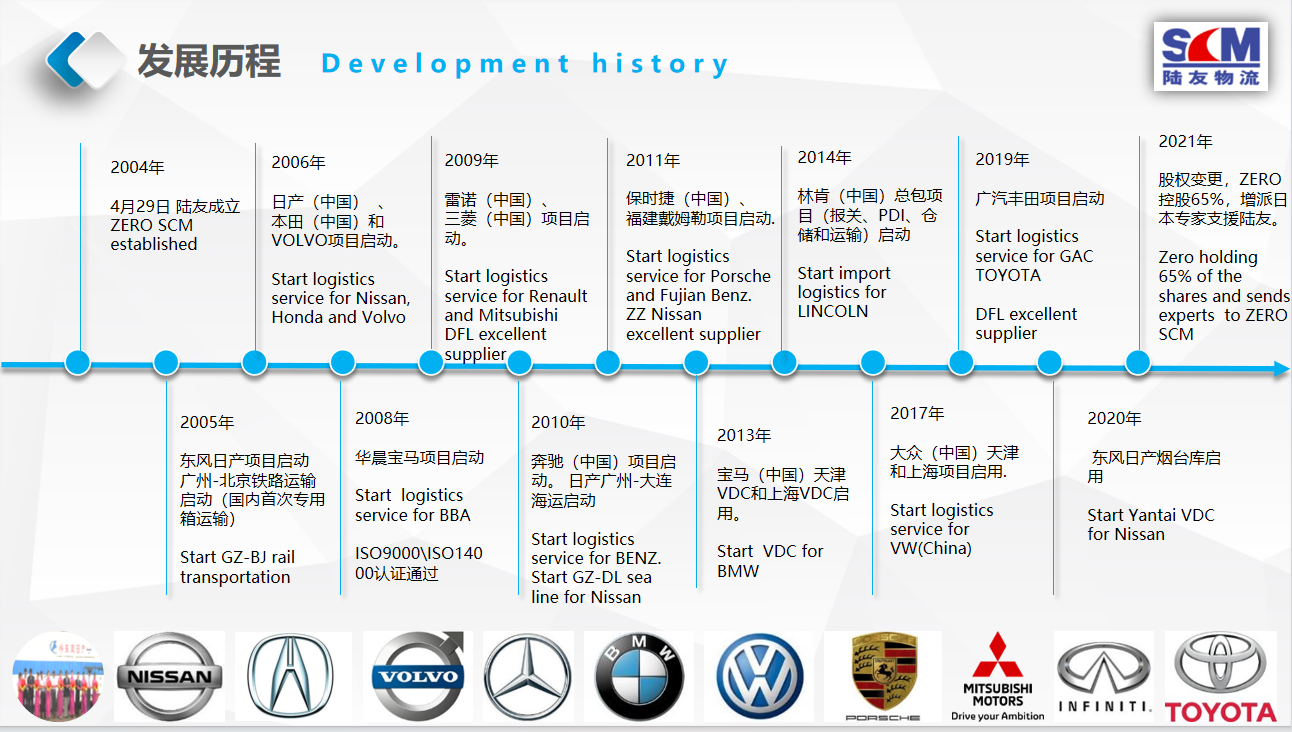 发展历程
Development history
SCM
陆友物流
2004年
4月29日 陆友成立
ZERO SCM
established
2006年
日产（中国）、
本田（中国）和
VOLVO项目启动。
Start logistics
service for Nissan,
Honda and Volvo
2009年
雷诺（中国）、
三菱（中国）项目启
动。
Start logistics
service for Renault
and Mitsubishi
DFL excellent
supplier
2011年
保时捷（中国）、
福建戴姆勒项目启动.
Start logistics
service for Porsche
and Fujian Benz.
ZZ Nissan
excellent supplier
2014年
林肯（中国）总包项
目（报关、PDI、仓
储和运输）启动
Start import
logistics for
LINCOLN
2019年
广汽丰田项目启动
Start logistics
service for GAC
TOYOTA
DFL excellent
supplier
2021年
股权变更，ZERO
控股65%，增派日
本专家支援陆友。
Zero holding
65% of the
shares and sends
experts to ZERO
SCM
2005年
东风日产项目启动
广州-北京铁路运输
启动（国内首次专用
箱运输）
Start GZ-BJ rail
transportation
2008年
华晨宝马项目启动
Start logistics
service for BBA
ISO9000\ISO140
00认证通过
2010年
奔驰（中国）项目启
动。 日产广州-大连
海运启动
Start logistics
service for BENZ.
Start GZ-DL sea
line for Nissan
2013年
宝马（中国）天津
VDC和上海VDC启
用。
Start VDC for
BMW
2017年
大众（中国）天津
和上海项目启用.
Start logistics
service for
VW(China)
2020年
东风日产烟台库启
用
Start Yantai VDC
for Nissan
NISSAN
VOLVO
BMW
PORSCHE
PORSCHE
MITSUBISHI
MOTORS
Drive your Ambition
INFINITI.
TOYOTA